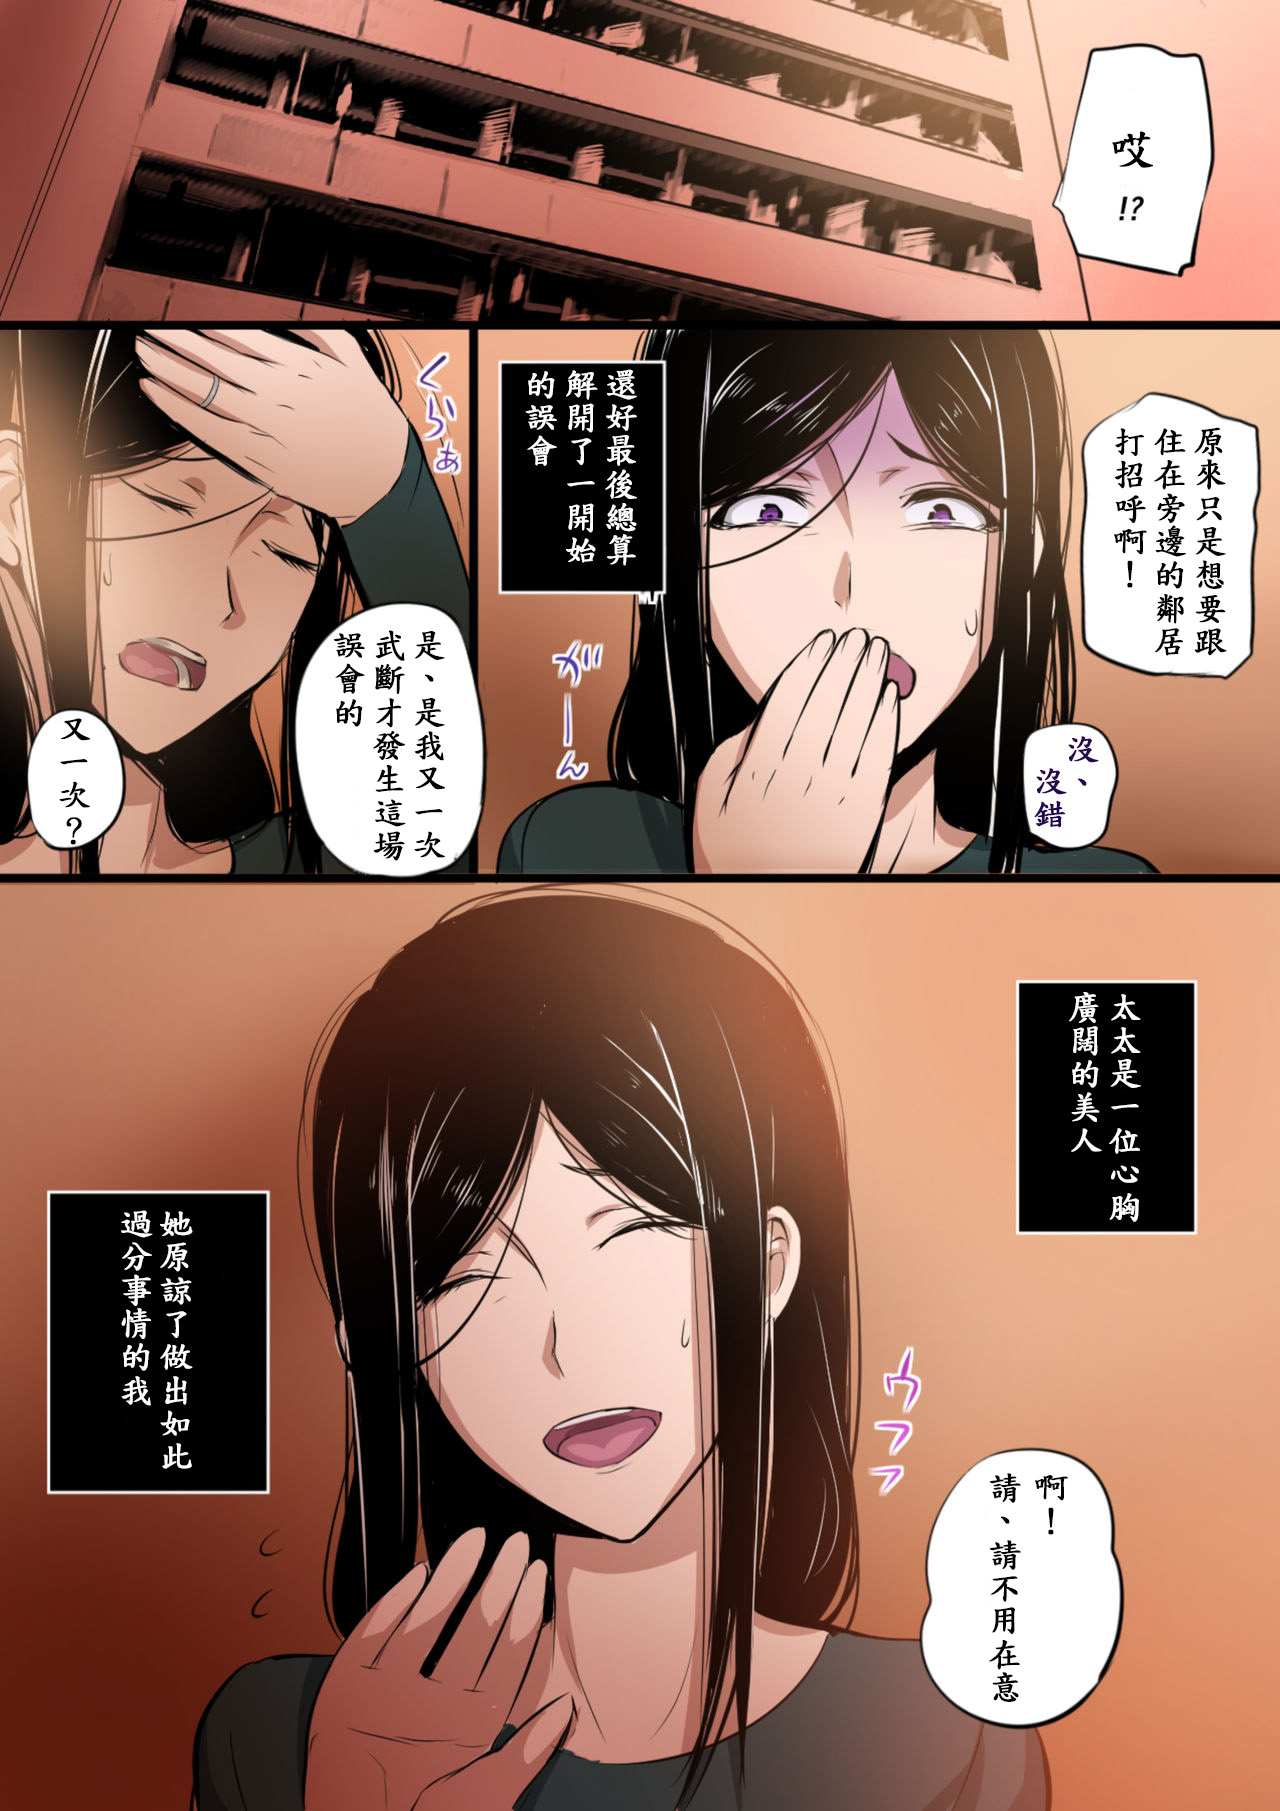 哎
!?
原來只是想要跟
住在旁邊的鄰居
打招呼啊！
沒、
沒錯
還好最後總算
解開了一開始
的誤會
がーん
是、是我又一次
武斷才發生這場
誤會的
くらぁ
又一次？
太太是一位心胸
廣闊的美人
她原諒了做出如此
過分事情的我
ウフフ
啊！
請、請不用在意